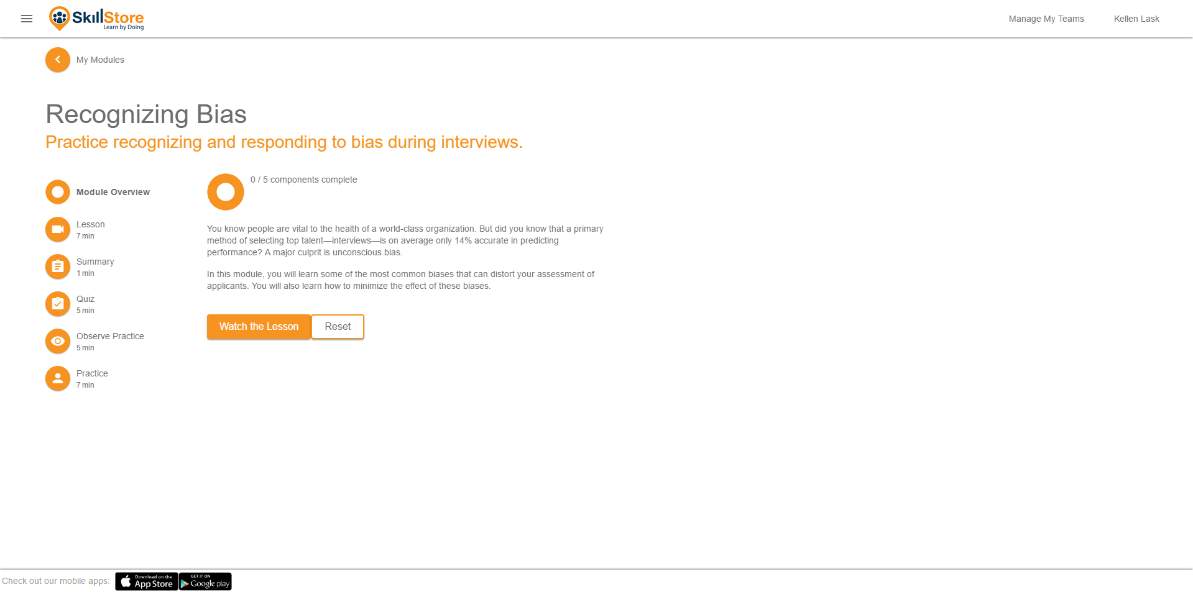 SkillStore
Learn by Doing
Manage My Teams
Kellen Lask
My Modules
Recognizing Bias
Practice recognizing and responding to bias during interviews.
Module Overview
Lesson
7 min
Summary
1 min
Quiz
5 min
Observe Practice
5 min
Practice
7 min
0 / 5 components complete
You know people are vital to the health of a world-class organization. But did you know that a primary
method of selecting top talent—interviews—is on average only 14% accurate in predicting
performance? A major culprit is unconscious bias.
In this module, you will learn some of the most common biases that can distort your assessment of
applicants. You will also learn how to minimize the effect of these biases.
Watch the Lesson
Reset
Check out our mobile apps:
Download on the
App Store
GET IT ON
Google play